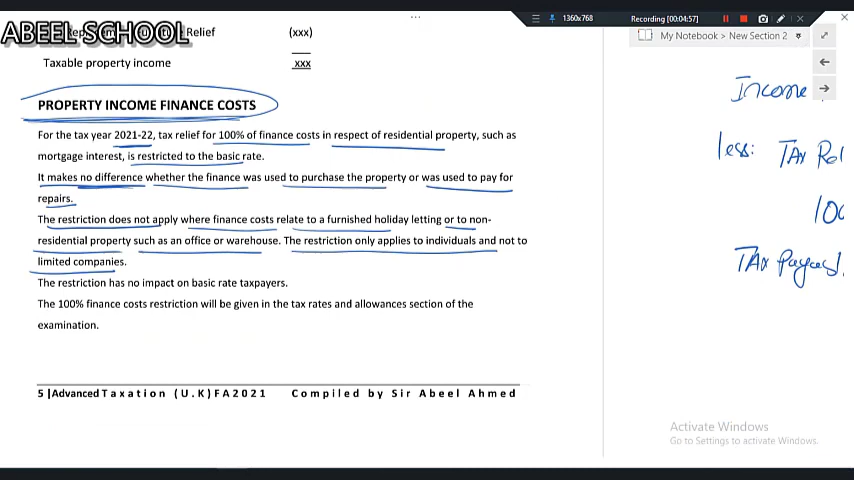 1360x768
Recording [00:04:57]
ABEEL SCHOOL
Relief (xxx)
My Notebook > New Section 2
Taxable property income xxx
PROPERTY INCOME FINANCE COSTS
For the tax year 2021-22, tax relief for 100% of finance costs in respect of residential property, such as
mortgage interest, is restricted to the basic rate.
It makes no difference whether the finance was used to purchase the property or was used to pay for
repairs.
The restriction does not apply where finance costs relate to a furnished holiday letting or to non-
residential property such as an office or warehouse. The restriction only applies to individuals and not to
limited companies.
The restriction has no impact on basic rate taxpayers.
The 100% finance costs restriction will be given in the tax rates and allowances section of the
examination.
5 |Advanced Taxation (U.K) FA2021 Compiled by Sir Abeel Ahmed
Income
less: Tax Rel
100
Tax Payas
Activate Windows
Go to Settings to activate Windows.